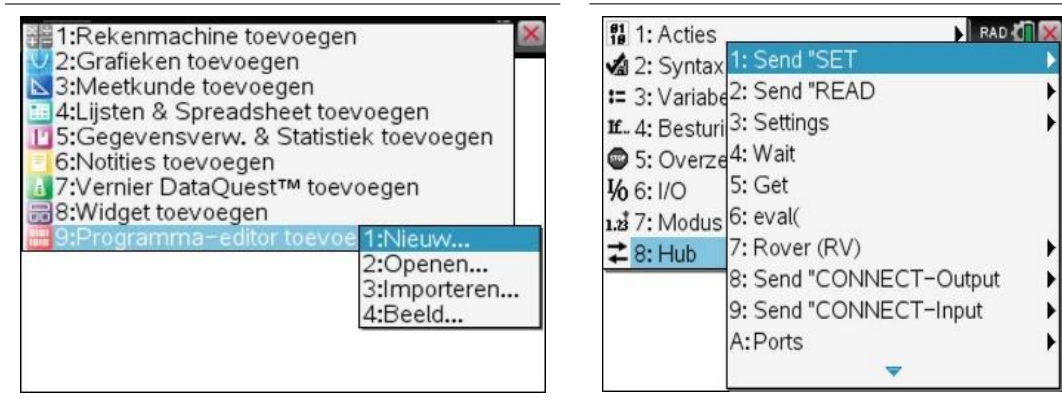 1:Rekenmachine toevoegen
2:Grafieken toevoegen
3:Meetkunde toevoegen
4:Lijsten & Spreadsheet toevoegen
5:Gegevensverw. & Statistiek toevoegen
6:Notities toevoegen
7:Vernier DataQuest™ toevoegen
8:Widget toevoegen
9:Programma-editor toevoe
1:Nieuw...
2:Openen...
3:Importeren...
4:Beeld...
1: Acties
2: Syntax
3: Variabe
4: Besturi
5: Overze
6: I/O
7: Modus
8: Hub
RAD
1: Send "SET
2: Send "READ
3: Settings
4: Wait
5: Get
6: eval(
7: Rover (RV)
8: Send "CONNECT-Output
9: Send "CONNECT-Input
A:Ports